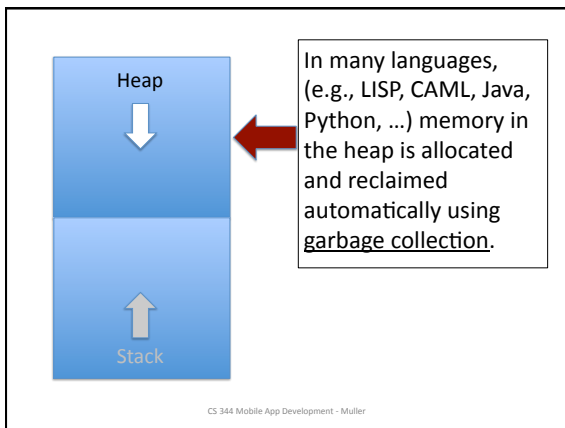 Heap
In many languages,
(e.g., LISP, CAML, Java,
Python, …) memory in
the heap is allocated
and reclaimed
automatically using
garbage collection.
Stack
CS 344 Mobile App Development - Muller